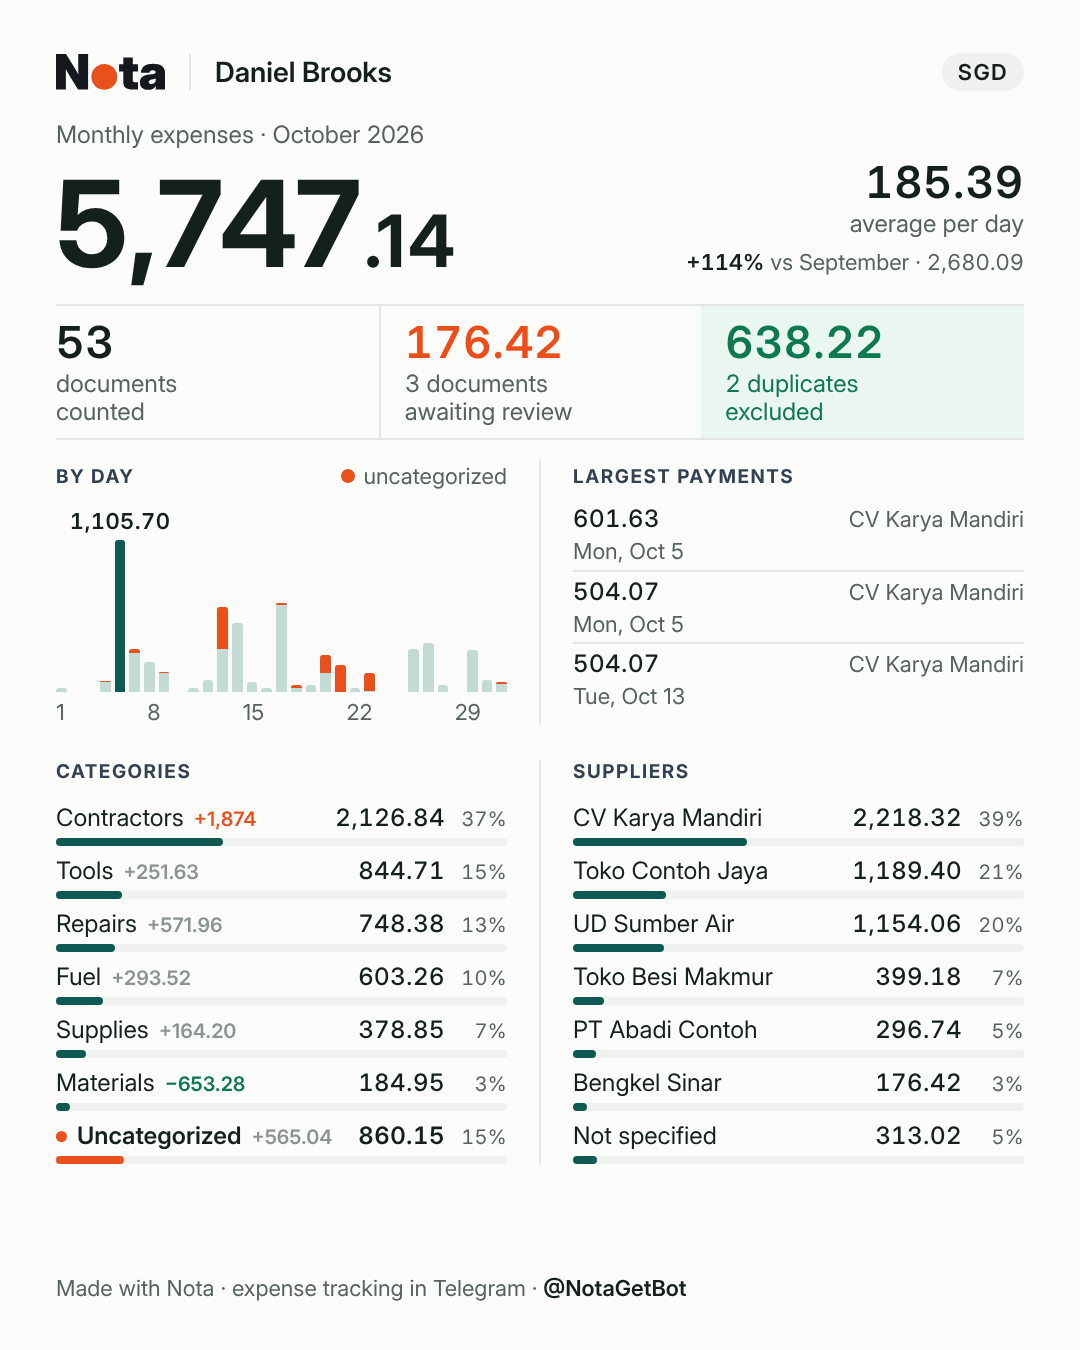 Nota
Daniel Brooks
SGD
Monthly expenses · October 2026
5,747.14
185.39
average per day
+114% vs September · 2,680.09
53
documents
counted
176.42
3 documents
awaiting review
638.22
2 duplicates
excluded
BY DAY
uncategorized
1,105.70
1 8 15 22 29
LARGEST PAYMENTS
601.63 CV Karya Mandiri
Mon, Oct 5
504.07 CV Karya Mandiri
Mon, Oct 5
504.07 CV Karya Mandiri
Tue, Oct 13
CATEGORIES
Contractors +1,874 2,126.84 37%
Tools +251.63 844.71 15%
Repairs +571.96 748.38 13%
Fuel +293.52 603.26 10%
Supplies +164.20 378.85 7%
Materials −653.28 184.95 3%
Uncategorized +565.04 860.15 15%
SUPPLIERS
CV Karya Mandiri 2,218.32 39%
Toko Contoh Jaya 1,189.40 21%
UD Sumber Air 1,154.06 20%
Toko Besi Makmur 399.18 7%
PT Abadi Contoh 296.74 5%
Bengkel Sinar 176.42 3%
Not specified 313.02 5%
Made with Nota · expense tracking in Telegram · @NotaGetBot